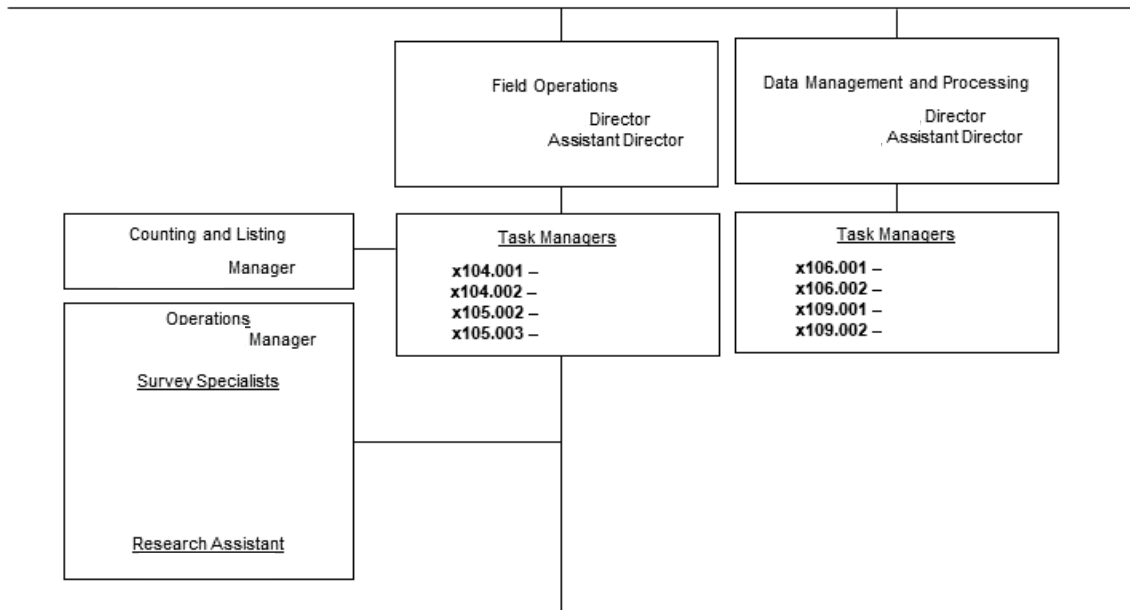 Field Operations
Director
Assistant Director
Data Management and Processing
, Director
, Assistant Director
Counting and Listing
Manager
Task Managers
x104.001 –
x104.002 –
x105.002 –
x105.003 –
Task Managers
x106.001 –
x106.002 –
x109.001 –
x109.002 –
Operations
Manager
Survey Specialists
Research Assistant